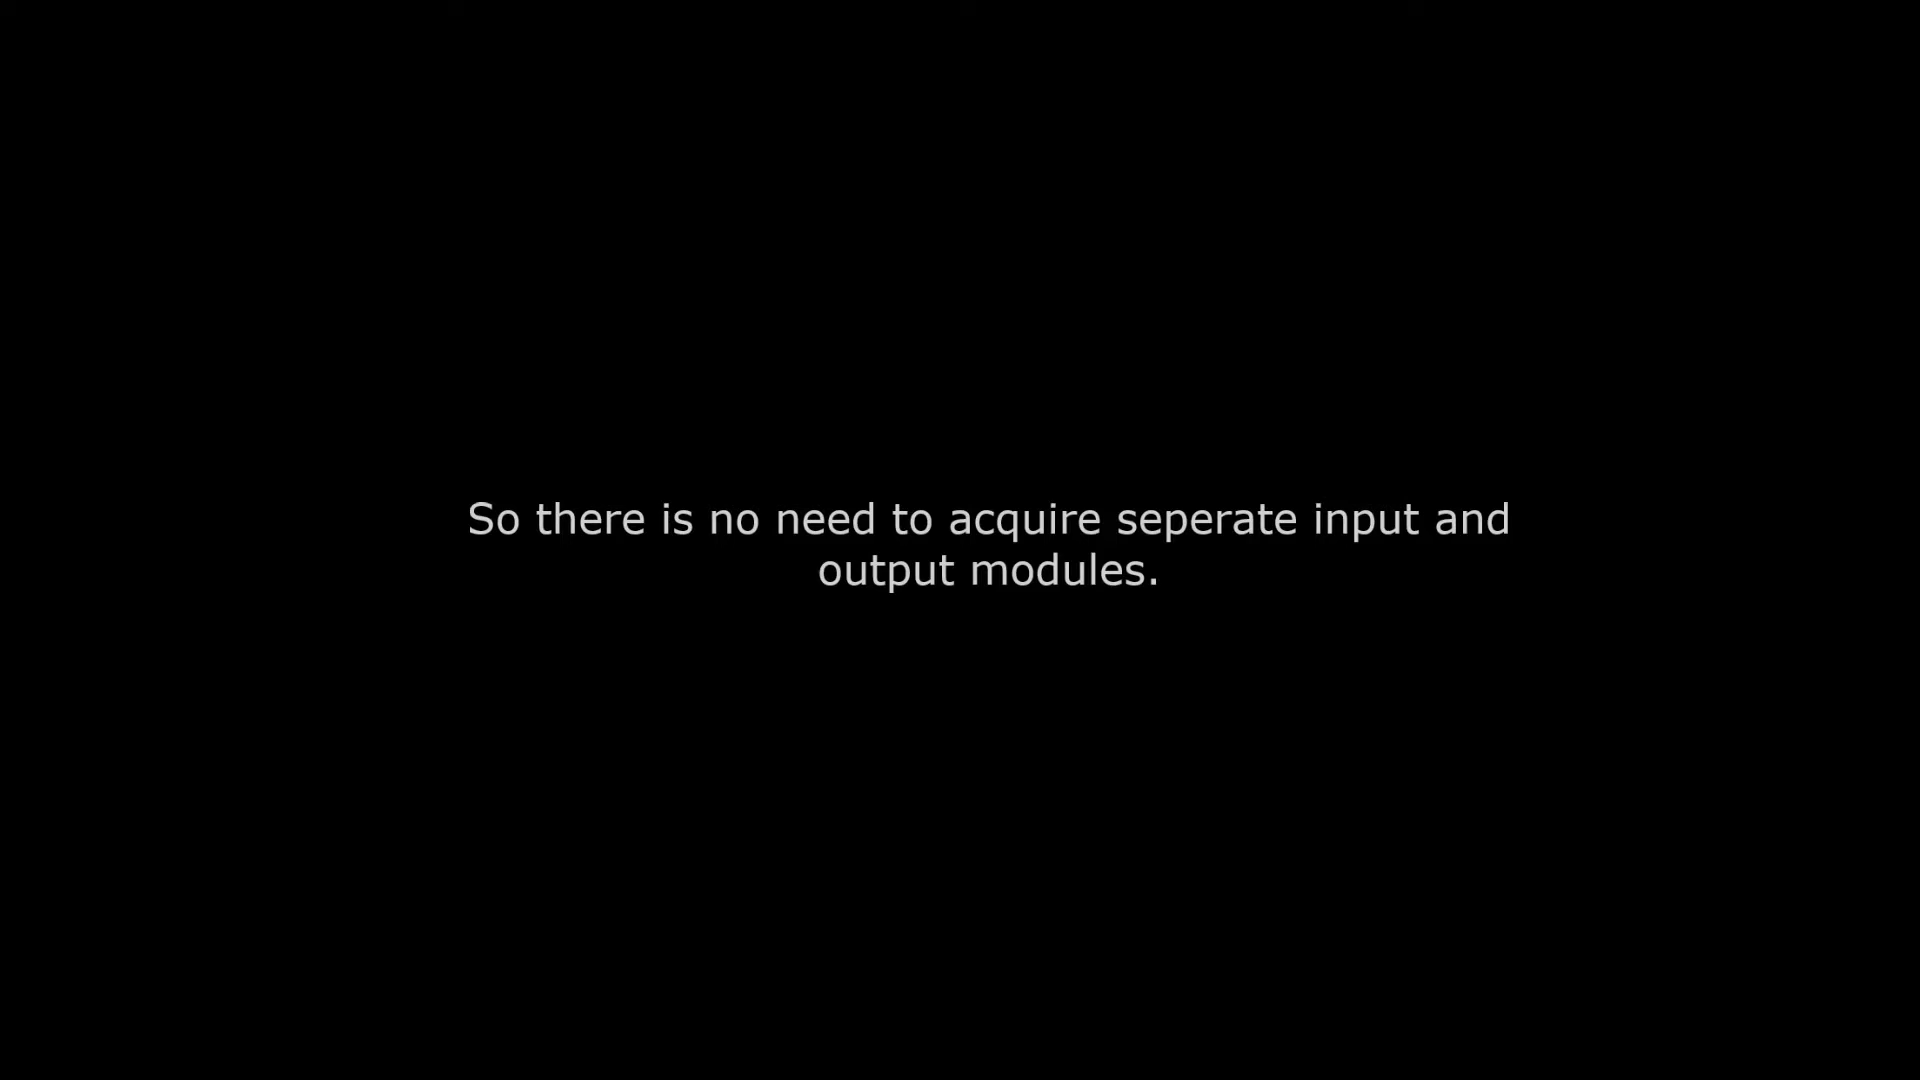 So there is no need to acquire seperate input and
output modules.